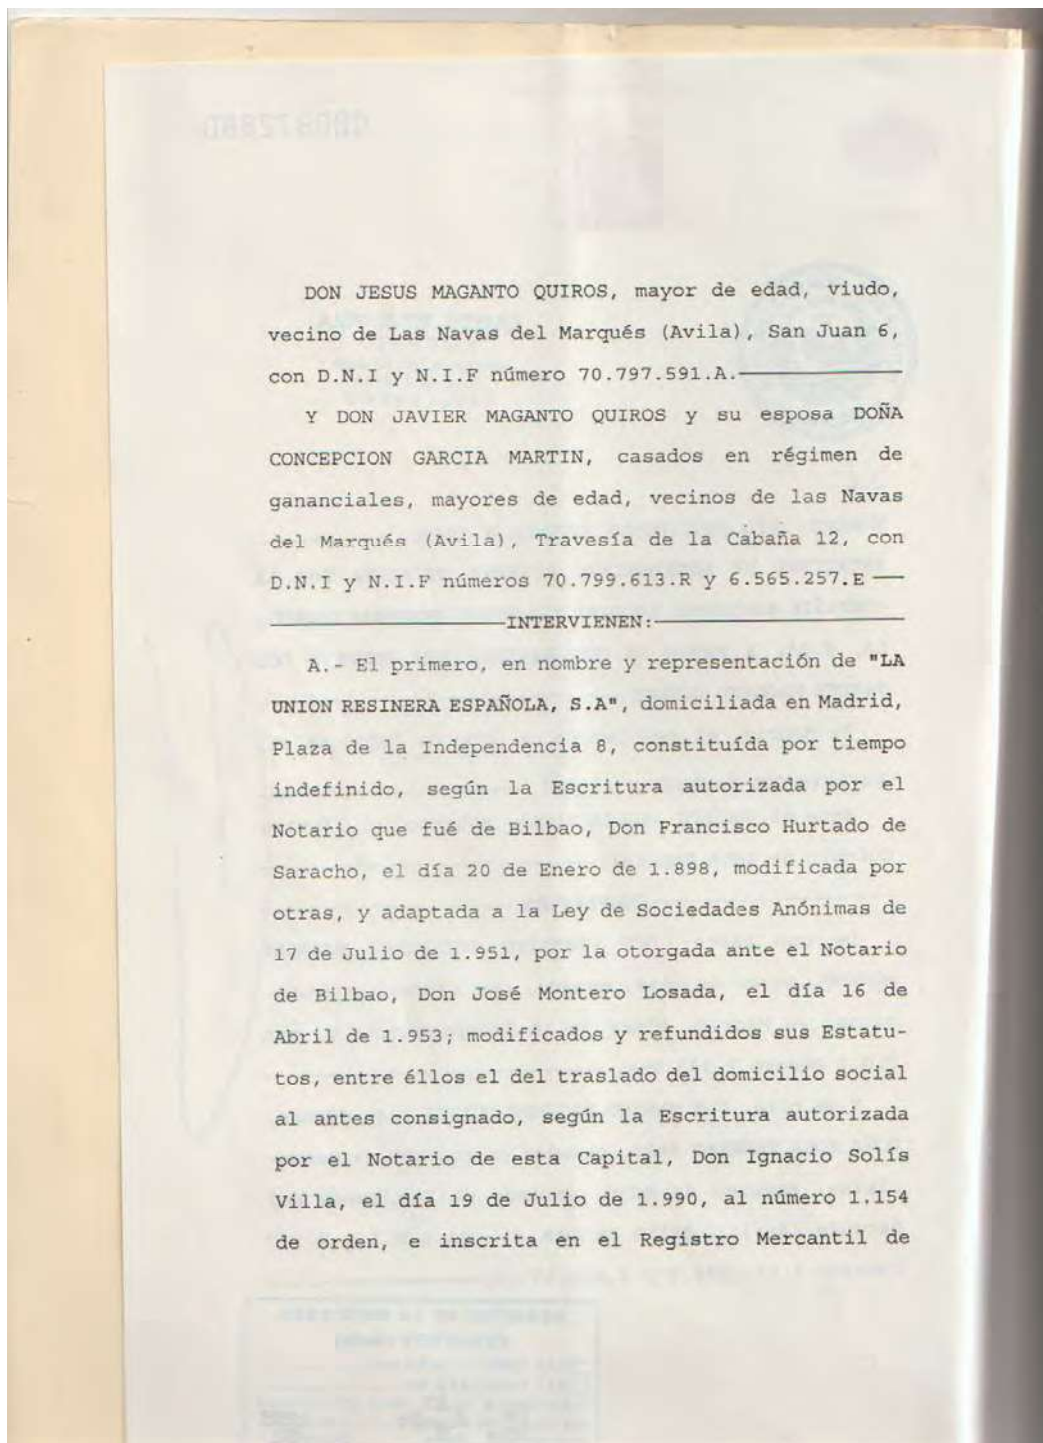 DON JESUS MAGANTO QUIROS, mayor de edad, viudo,
vecino de Las Navas del Marqués (Avila), San Juan 6,
con D.N.I y N.I.F número 70.797.591.A.
Y DON JAVIER MAGANTO QUIROS y su esposa DOÑA
CONCEPCION GARCIA MARTIN, casados en régimen de
gananciales, mayores de edad, vecinos de las Navas
del Marqués (Avila), Travesía de la Cabaña 12, con
D.N.I y N.I.F números 70.799.613.R y 6.565.257.E
INTERVIENEN:
A.- El primero, en nombre y representación de "LA
UNION RESINERA ESPAÑOLA, S.A", domiciliada en Madrid,
Plaza de la Independencia 8, constituída por tiempo
indefinido, según la Escritura autorizada por el
Notario que fué de Bilbao, Don Francisco Hurtado de
Saracho, el día 20 de Enero de 1.898, modificada por
otras, y adaptada a la Ley de Sociedades Anónimas de
17 de Julio de 1.951, por la otorgada ante el Notario
de Bilbao, Don José Montero Losada, el día 16 de
Abril de 1.953; modificados y refundidos sus Estatu-
tos, entre éllos el del traslado del domicilio social
al antes consignado, según la Escritura autorizada
por el Notario de esta Capital, Don Ignacio Solís
Villa, el día 19 de Julio de 1.990, al número 1.154
de orden, e inscrita en el Registro Mercantil de